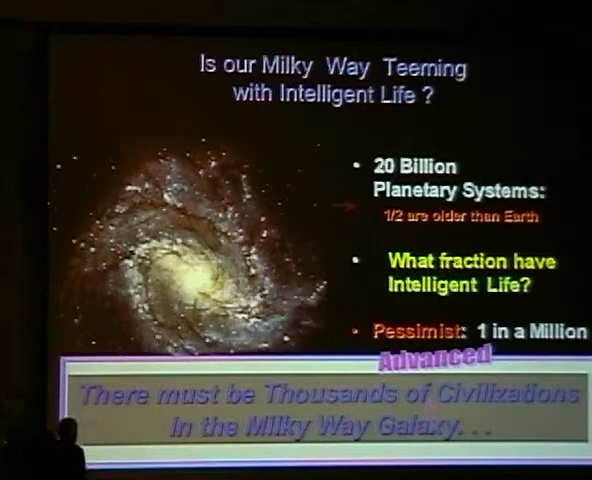 Is our Milky Way Teeming
with Intelligent Life ?
• 20 Billion
Planetary Systems:
1/2 are older than Earth
• What fraction have
Intelligent Life?
• Pessimist: 1 in a Million
Advanced
There must be Thousands of Civilizations
in the Milky Way Galaxy. . .